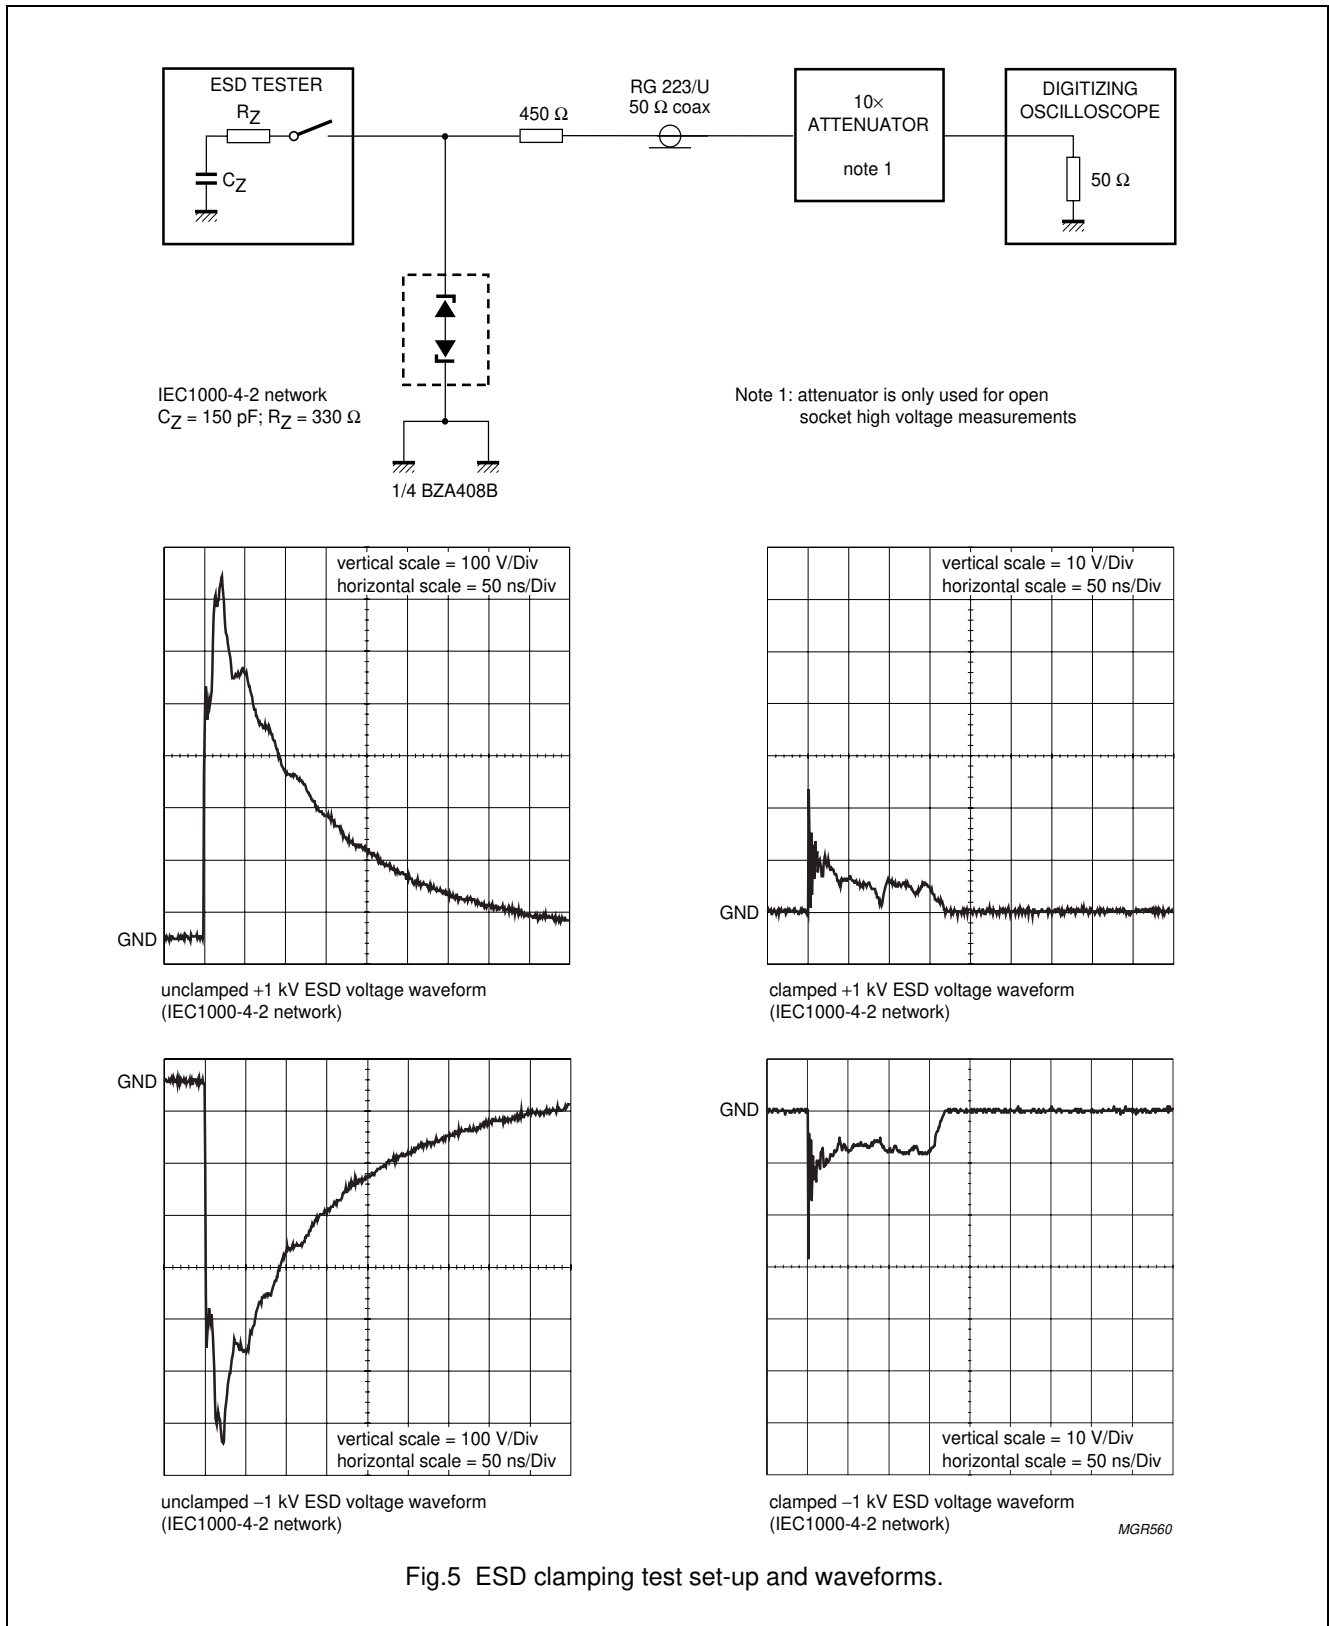 ESD TESTER
RZ
CZ
450 Ω
RG 223/U
50 Ω coax
10×
ATTENUATOR
note 1
DIGITIZING
OSCILLOSCOPE
50 Ω
IEC1000-4-2 network
CZ = 150 pF; RZ = 330 Ω
Note 1: attenuator is only used for open
socket high voltage measurements
1/4 BZA408B
vertical scale = 100 V/Div
horizontal scale = 50 ns/Div
GND
unclamped +1 kV ESD voltage waveform
(IEC1000-4-2 network)
vertical scale = 10 V/Div
horizontal scale = 50 ns/Div
GND
clamped +1 kV ESD voltage waveform
(IEC1000-4-2 network)
GND
vertical scale = 100 V/Div
horizontal scale = 50 ns/Div
unclamped −1 kV ESD voltage waveform
(IEC1000-4-2 network)
GND
vertical scale = 10 V/Div
horizontal scale = 50 ns/Div
clamped −1 kV ESD voltage waveform
(IEC1000-4-2 network)
MGR560
Fig.5 ESD clamping test set-up and waveforms.